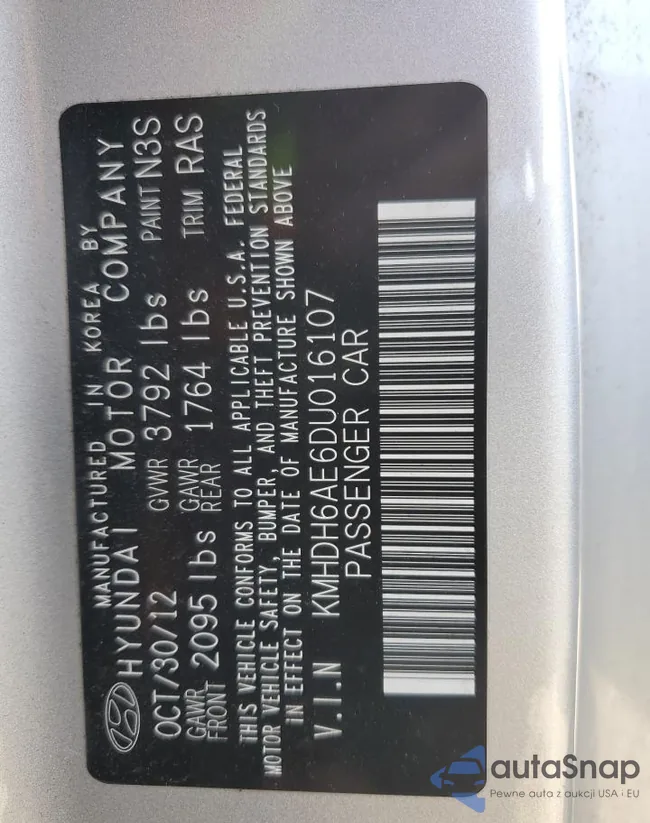 MANUFACTURED IN KOREA BY
HYUNDAI MOTOR COMPANY
OCT/30/12 GVWR 3792 lbs PAINT N3S
GAWR FRONT 2095 lbs GAWR REAR 1764 lbs TRIM RAS
THIS VEHICLE CONFORMS TO ALL APPLICABLE U.S.A. FEDERAL
MOTOR VEHICLE SAFETY, BUMPER, AND THEFT PREVENTION STANDARDS
IN EFFECT ON THE DATE OF MANUFACTURE SHOWN ABOVE
V.I.N KMHDH6AE6DU016107
PASSENGER CAR
autaSnap
Pewne auta z aukcji USA i EU